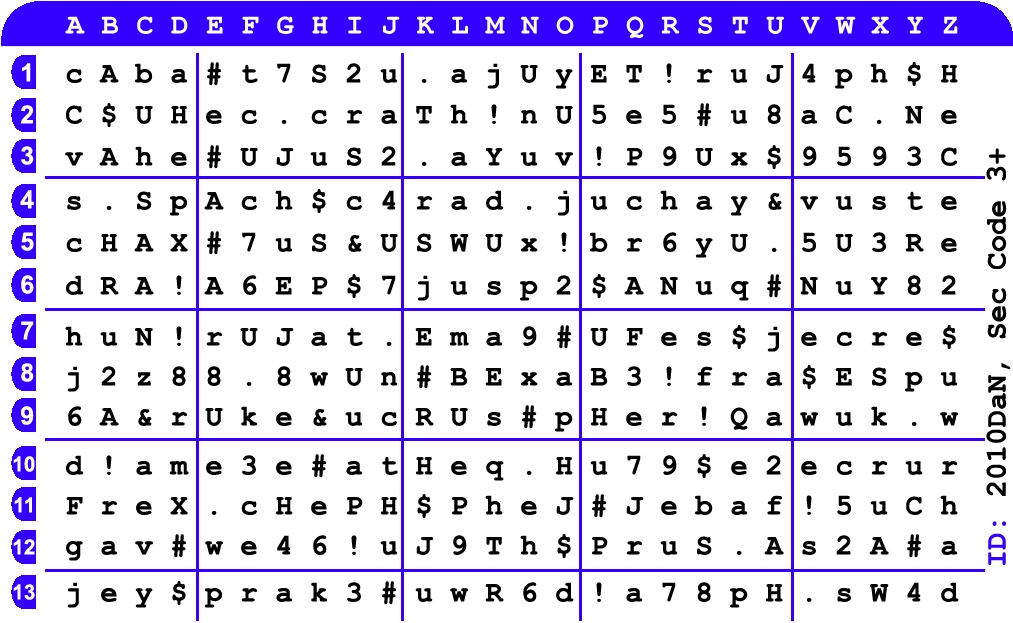 A B C D E F G H I J K L M N O P Q R S T U V W X Y Z
1 c A b a # t 7 S 2 u . a j U y E T ! r u J 4 p h $ H
2 C $ U H e c . c r a T h ! n U 5 e 5 # u 8 a C . N e
3 v A h e # U J u S 2 . a Y u v ! P 9 U x $ 9 5 9 3 C
4 s . S p A c h $ c 4 r a d . j u c h a y & v u s t e
5 c H A X # 7 u S & U S W U x ! b r 6 y U . 5 U 3 R e
6 d R A ! A 6 E P $ 7 j u s p 2 $ A N u q # N u Y 8 2
7 h u N ! r U J a t . E m a 9 # U F e s $ j e c r e $
8 j 2 z 8 8 . 8 w U n # B E x a B 3 ! f r a $ E S p u
9 6 A & r U k e & u c R U s # p H e r ! Q a w u k . w
10 d ! a m e 3 e # a t H e q . H u 7 9 $ e 2 e c r u r
11 F r e X . c H e P H $ P h e J # J e b a f ! 5 u C h
12 g a v # w e 4 6 ! u J 9 T h $ P r u S . A s 2 A # a
13 j e y $ p r a k 3 # u w R 6 d ! a 7 8 p H . s W 4 d
ID: 2010DaN, Sec Code 3+